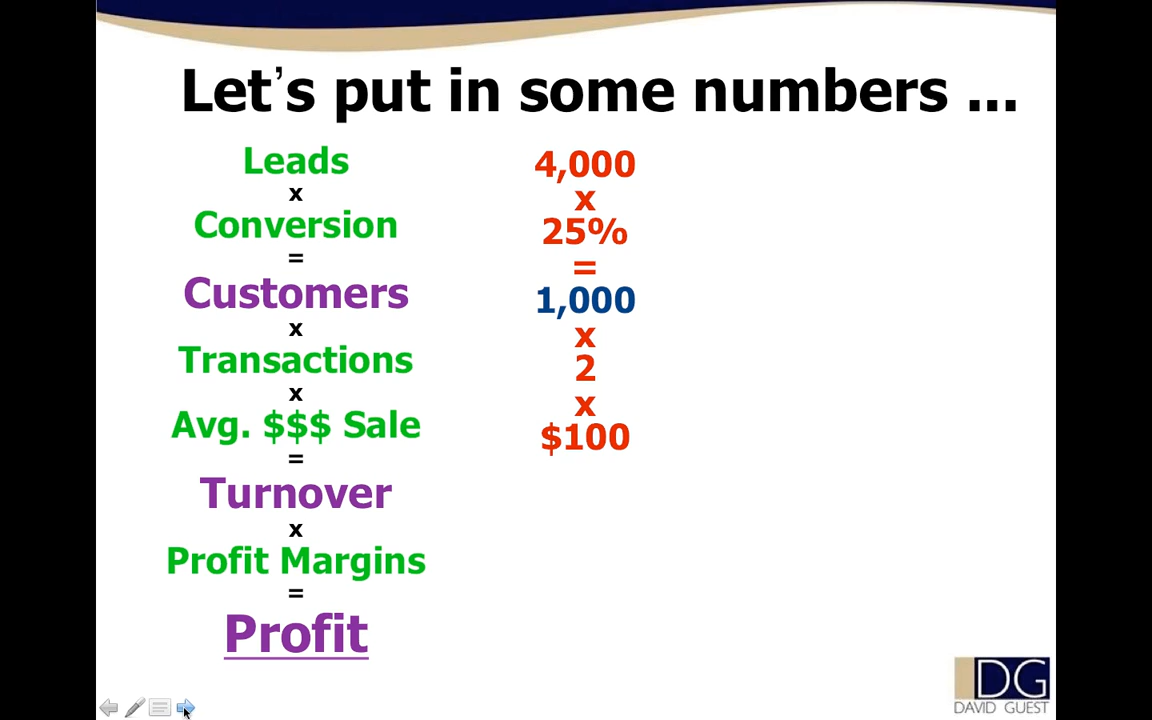 Let’s put in some numbers ...
Leads
x
Conversion
=
Customers
x
Transactions
x
Avg. $$$ Sale
=
Turnover
x
Profit Margins
=
Profit
4,000
x
25%
=
1,000
x
2
x
$100
DG
DAVID GUEST